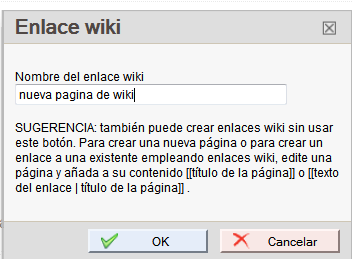 Enlace wiki
Nombre del enlace wiki
nueva pagina de wiki
SUGERENCIA: también puede crear enlaces wiki sin usar
este botón. Para crear una nueva página o para crear un
enlace a una existente empleando enlaces wiki, edite una
página y añada a su contenido [[título de la página]] o [[texto
del enlace | título de la página]] .
OK
Cancelar